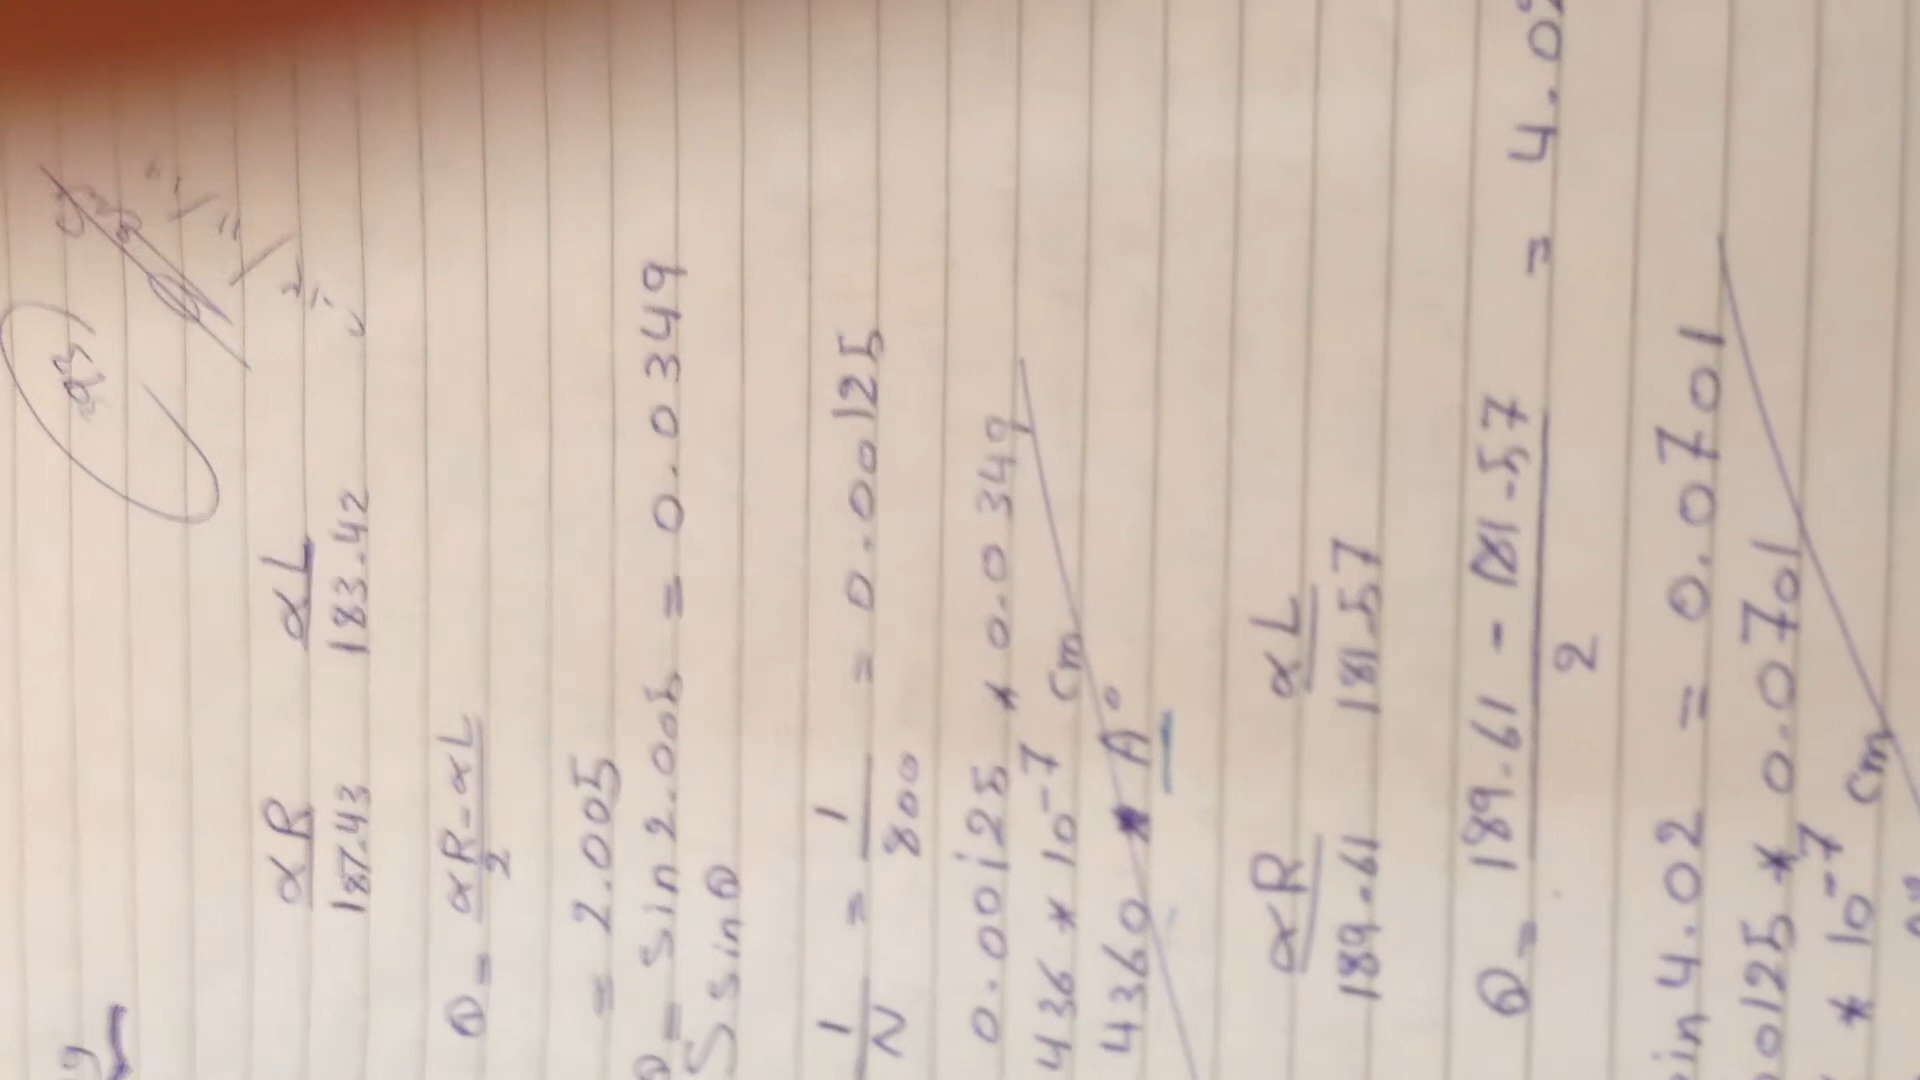 αR αL
187.43 183.42
θ = αR - αL
2
= 2.005
= sin 2.005 = 0.0349
S sin θ
1 = 1 = 0.00125
N 800
0.00125 * 0.0349
436 * 10-7 cm
4360 A°
αR αL
189.61 181.57
θ = 189.61 - 181.57 = 4.02
2
in 4.02 = 0.0701
0125 * 0.0701
* 10-7 cm